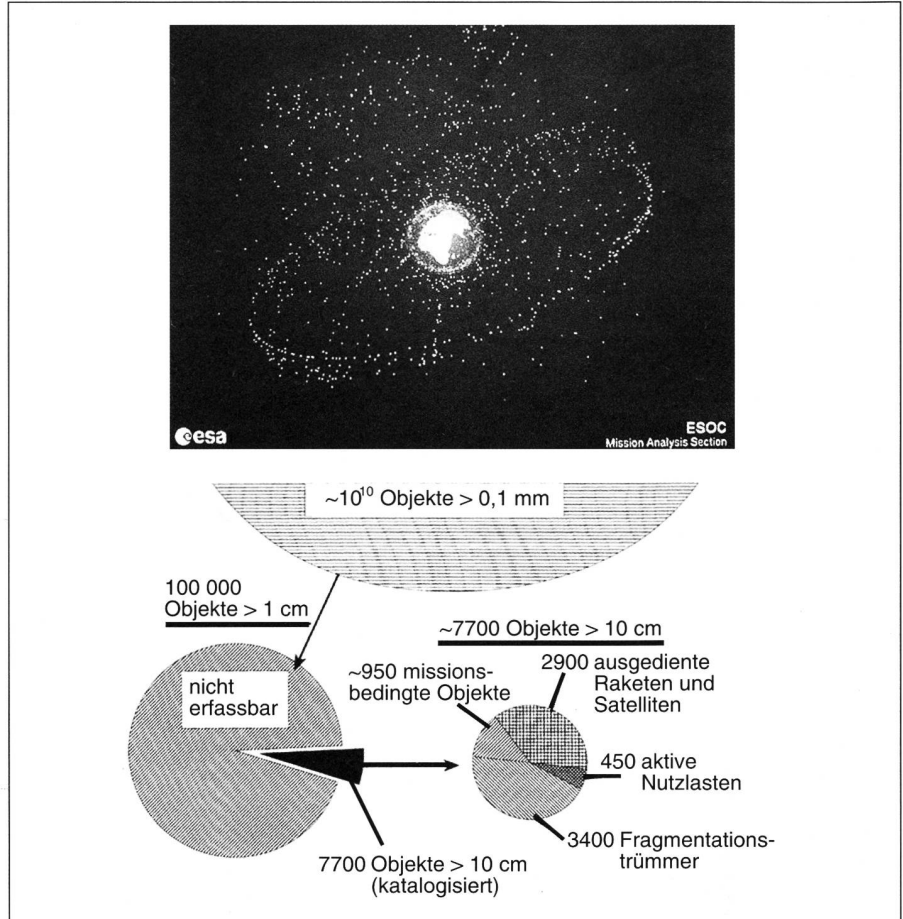 esa
ESOC
Mission Analysis Section
~10¹⁰ Objekte > 0,1 mm
100 000
Objekte > 1 cm
nicht
erfassbar
7700 Objekte > 10 cm
(katalogisiert)
~7700 Objekte > 10 cm
~950 missions-
bedingte Objekte
2900 ausgediente
Raketen und
Satelliten
450 aktive
Nutzlasten
3400 Fragmentations-
trümmer